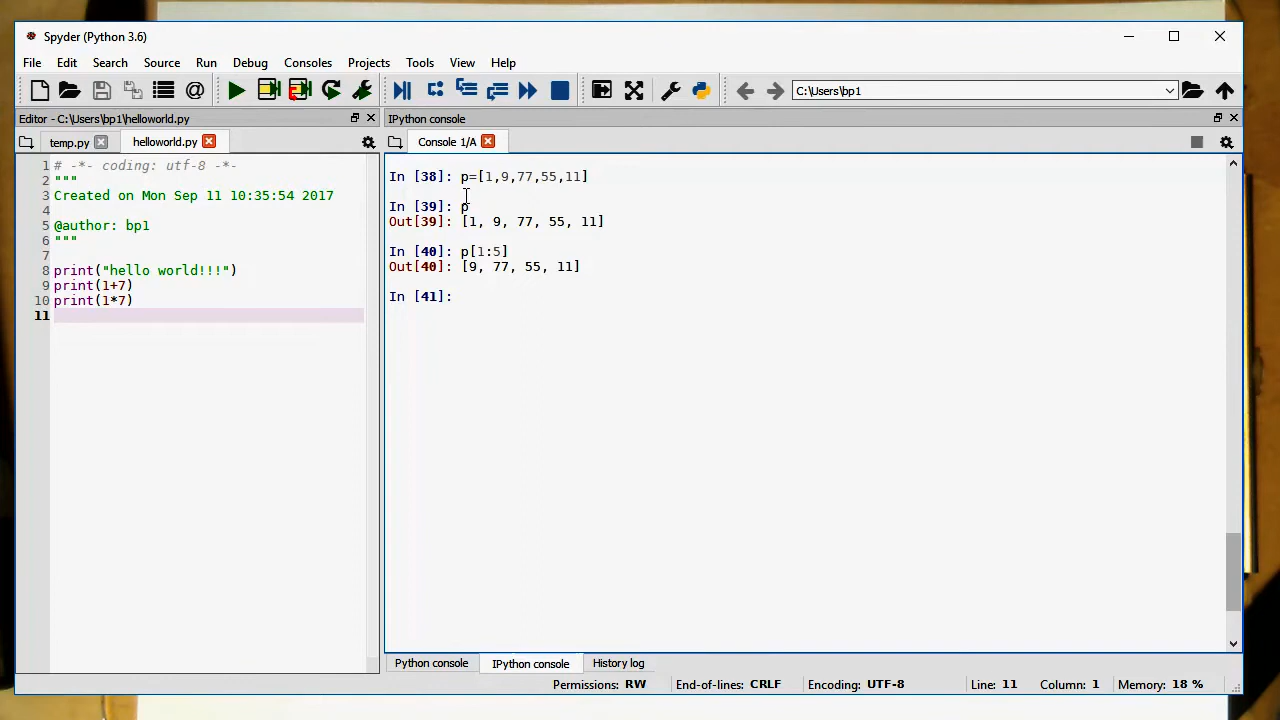 Spyder (Python 3.6)
File Edit Search Source Run Debug Consoles Projects Tools View Help
C:\Users\bp1
Editor - C:\Users\bp1\helloworld.py
IPython console
temp.py helloworld.py
Console 1/A
1 # -*- coding: utf-8 -*-
2 """
3 Created on Mon Sep 11 10:35:54 2017
4
5 @author: bp1
6 """
7
8 print("hello world!!!")
9 print(1+7)
10 print(1*7)
11
In [38]: p=[1,9,77,55,11]
In [39]: p
Out[39]: [1, 9, 77, 55, 11]
In [40]: p[1:5]
Out[40]: [9, 77, 55, 11]
In [41]:
Python console IPython console History log
Permissions: RW End-of-lines: CRLF Encoding: UTF-8 Line: 11 Column: 1 Memory: 18 %